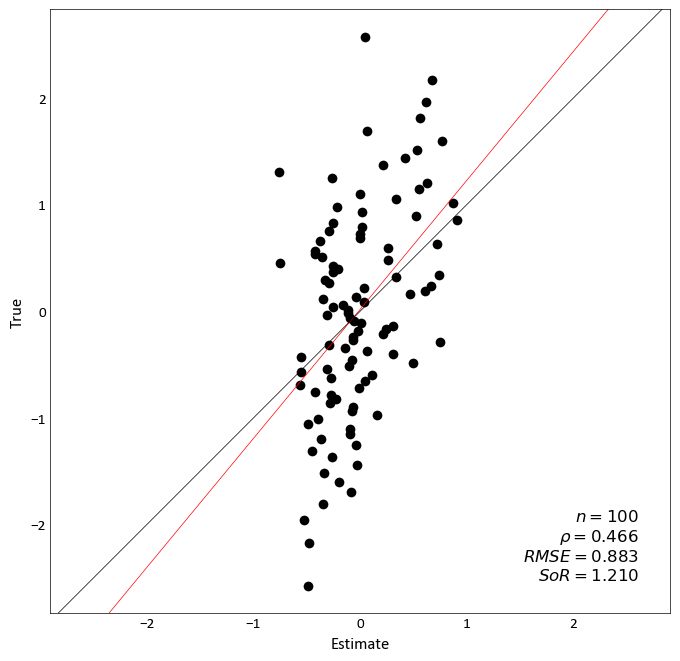 2
1
0
−1
−2
True
−2
−1
0
1
2
Estimate
n = 100
ρ = 0.466
RMSE = 0.883
SoR = 1.210